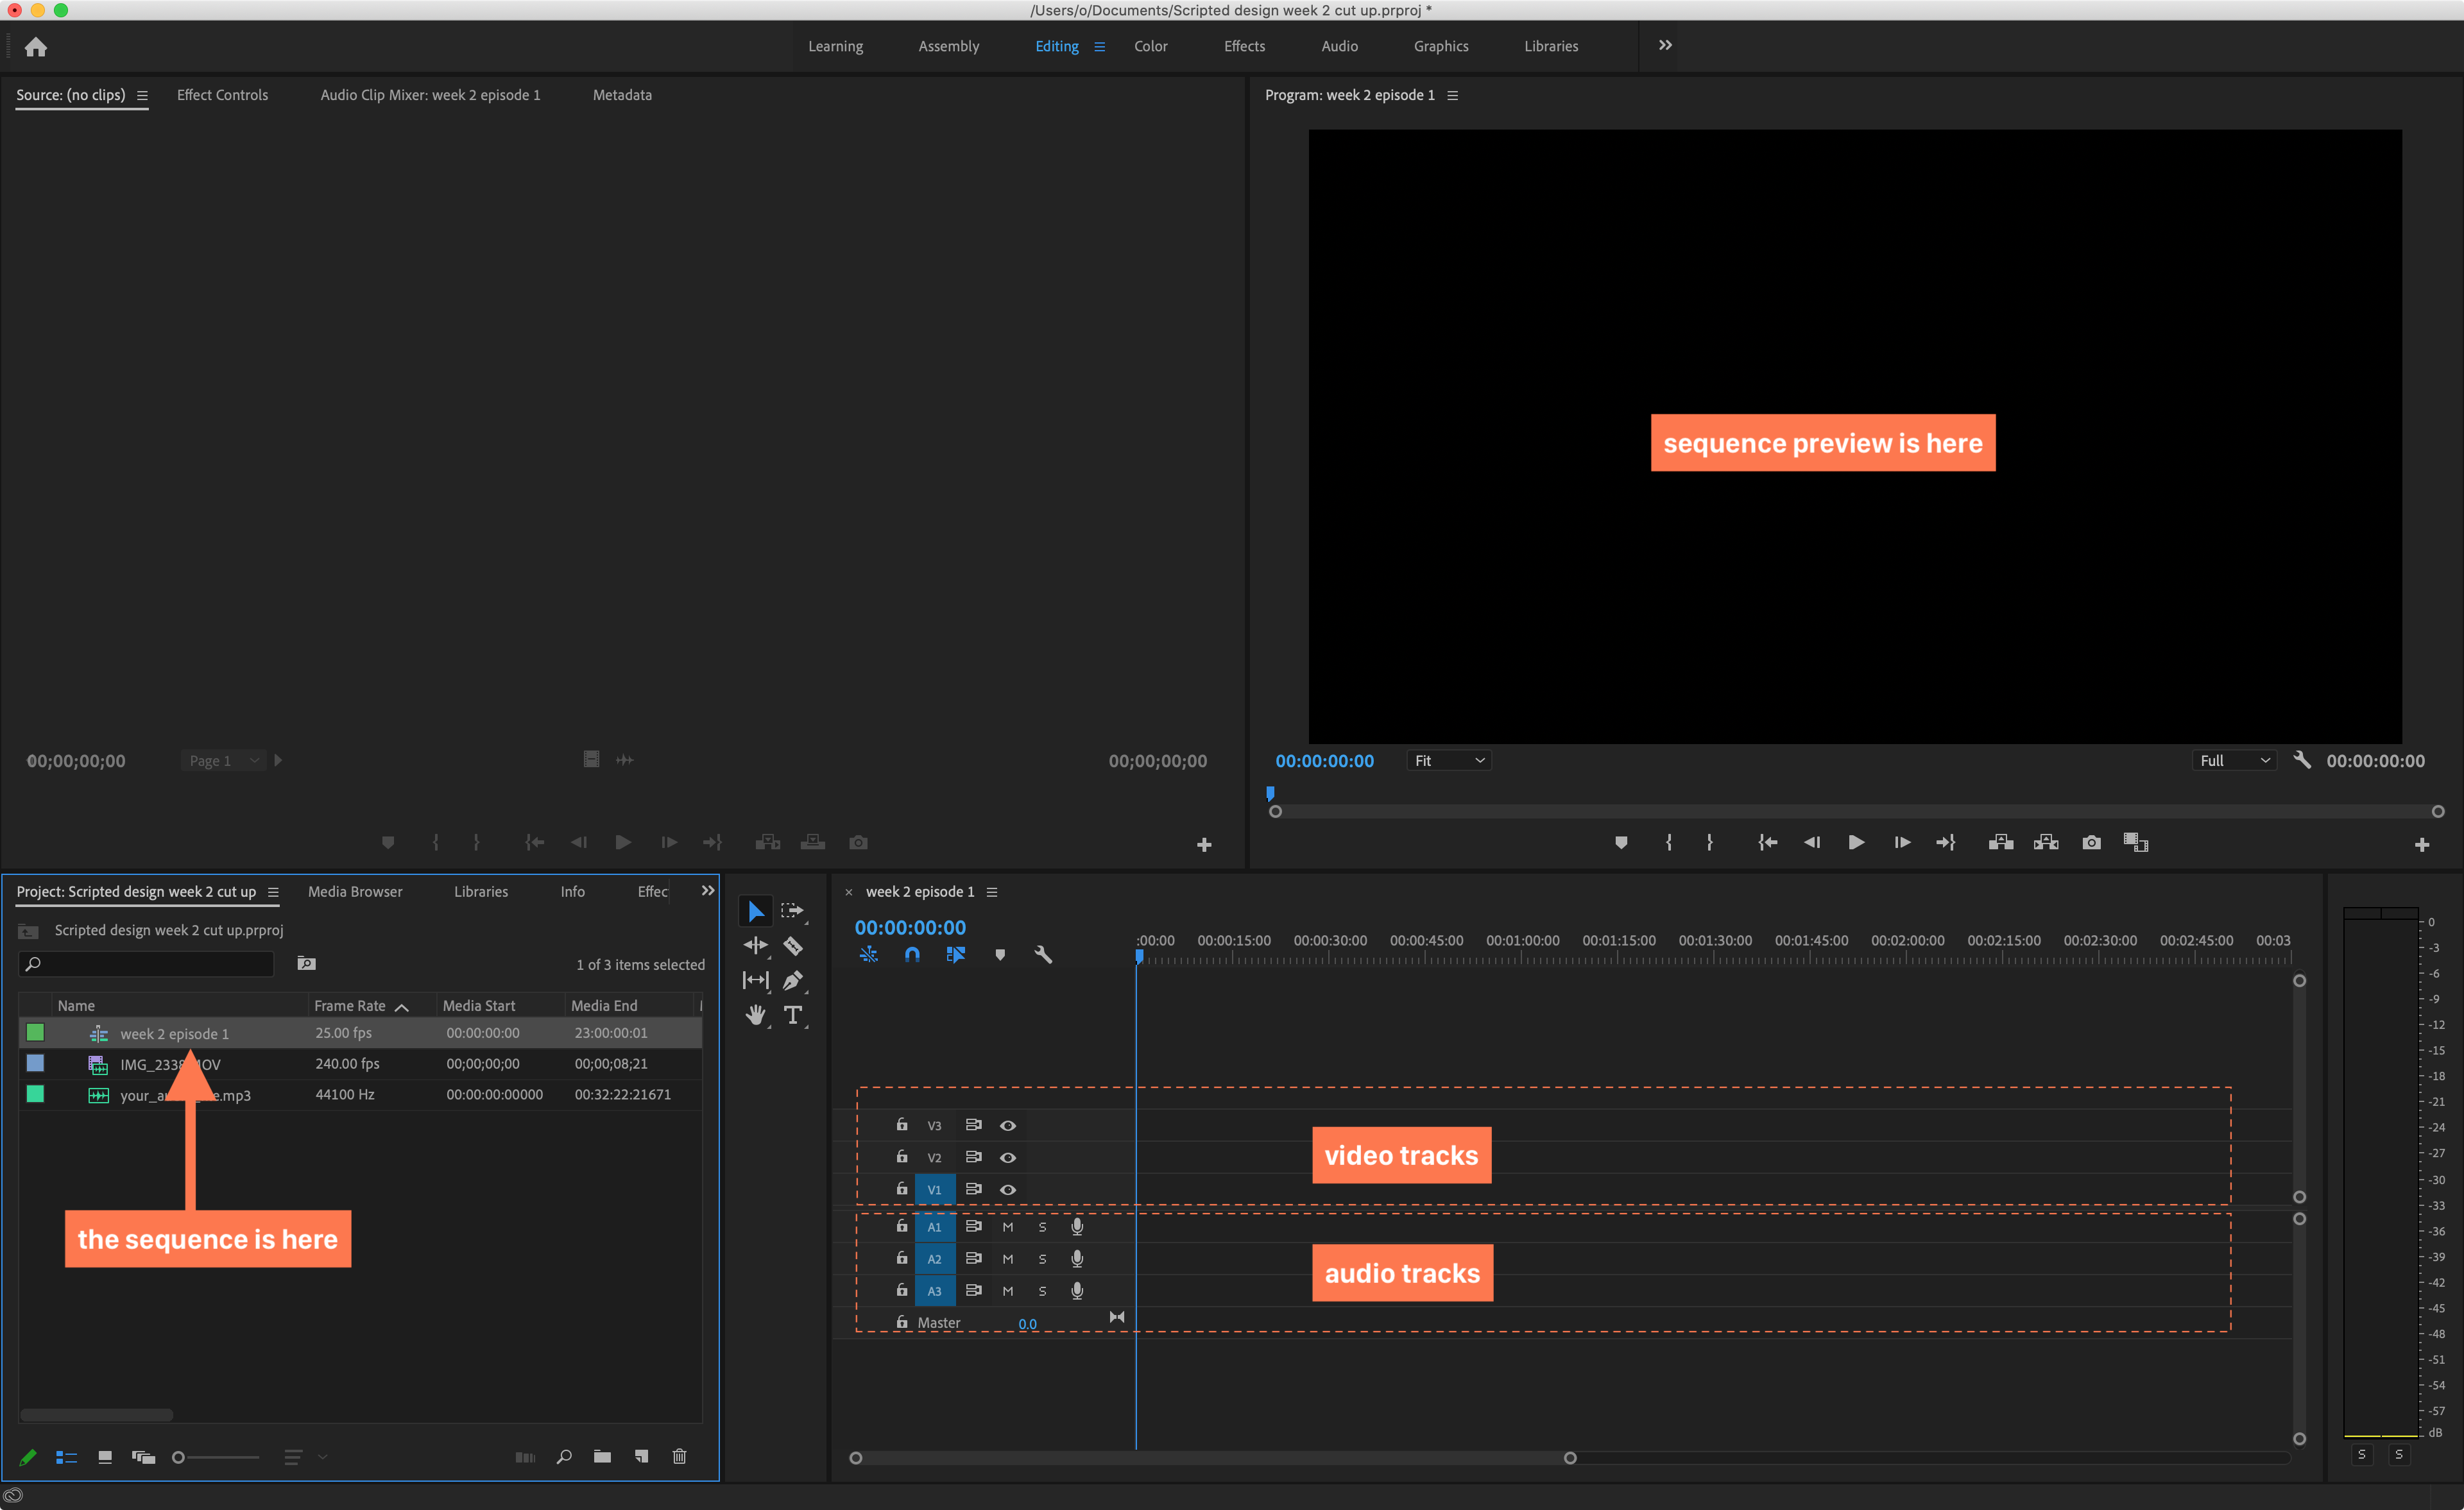 /Users/o/Documents/Scripted design week 2 cut up.prproj *
Learning Assembly Editing Color Effects Audio Graphics Libraries
Source: (no clips) Effect Controls Audio Clip Mixer: week 2 episode 1 Metadata
Program: week 2 episode 1
sequence preview is here
00;00;00;00 Page 1 00;00;00;00
00:00:00:00 Fit Full 00:00:00:00
Project: Scripted design week 2 cut up Media Browser Libraries Info Effec
Scripted design week 2 cut up.prproj
1 of 3 items selected
Name Frame Rate Media Start Media End
week 2 episode 1 25.00 fps 00:00:00:00 23:00:00:01
IMG_233 OV 240.00 fps 00;00;00;00 00;00;08;21
your_a e.mp3 44100 Hz 00:00:00:00000 00:32:22:21671
the sequence is here
× week 2 episode 1
00:00:00:00
:00:00 00:00:15:00 00:00:30:00 00:00:45:00 00:01:00:00 00:01:15:00 00:01:30:00 00:01:45:00 00:02:00:00 00:02:15:00 00:02:30:00 00:02:45:00 00:03
V3
V2
V1
video tracks
A1 M S
A2 M S
A3 M S
audio tracks
Master 0.0
0
-3
-6
-9
-12
-15
-18
-21
-24
-27
-30
-33
-36
-39
-42
-45
-48
-51
-54
-57
dB
S S